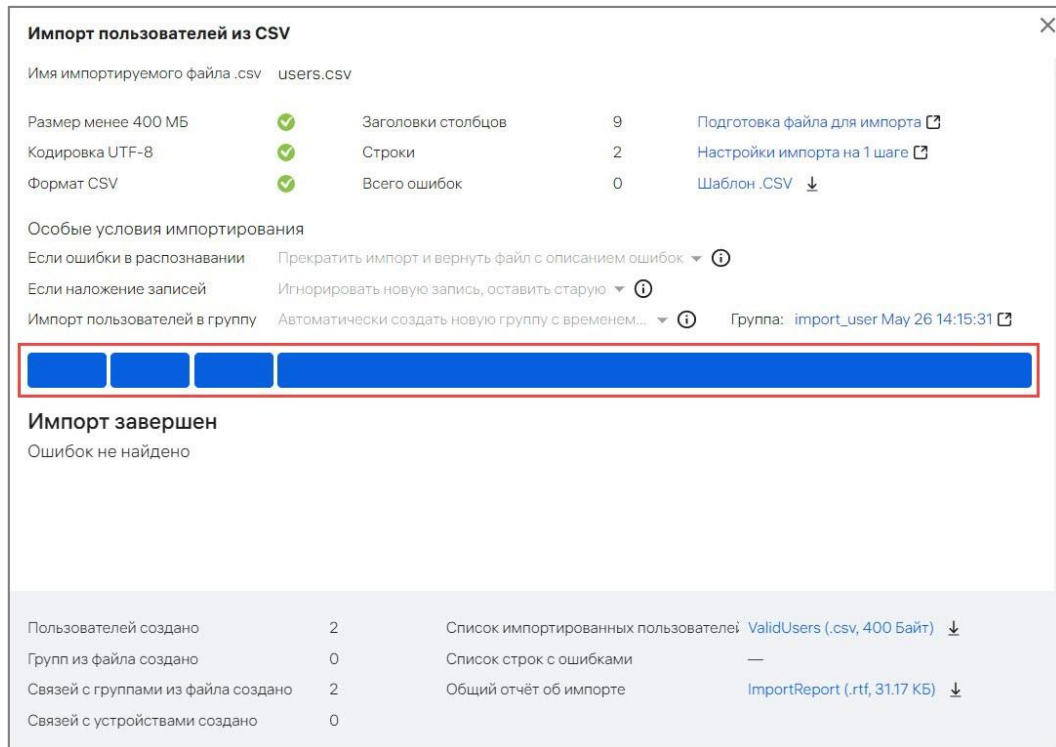 Импорт пользователей из CSV
Имя импортируемого файла .csv users.csv
Размер менее 400 МБ Заголовки столбцов 9 Подготовка файла для импорта
Кодировка UTF-8 Строки 2 Настройки импорта на 1 шаге
Формат CSV Всего ошибок 0 Шаблон .CSV
Особые условия импортирования
Если ошибки в распознавании Прекратить импорт и вернуть файл с описанием ошибок
Если наложение записей Игнорировать новую запись, оставить старую
Импорт пользователей в группу Автоматически создать новую группу с временем... Группа: import_user May 26 14:15:31
Импорт завершен
Ошибок не найдено
Пользователей создано 2 Список импортированных пользователей ValidUsers (.csv, 400 Байт)
Групп из файла создано 0 Список строк с ошибками —
Связей с группами из файла создано 2 Общий отчёт об импорте ImportReport (.rtf, 31.17 КБ)
Связей с устройствами создано 0